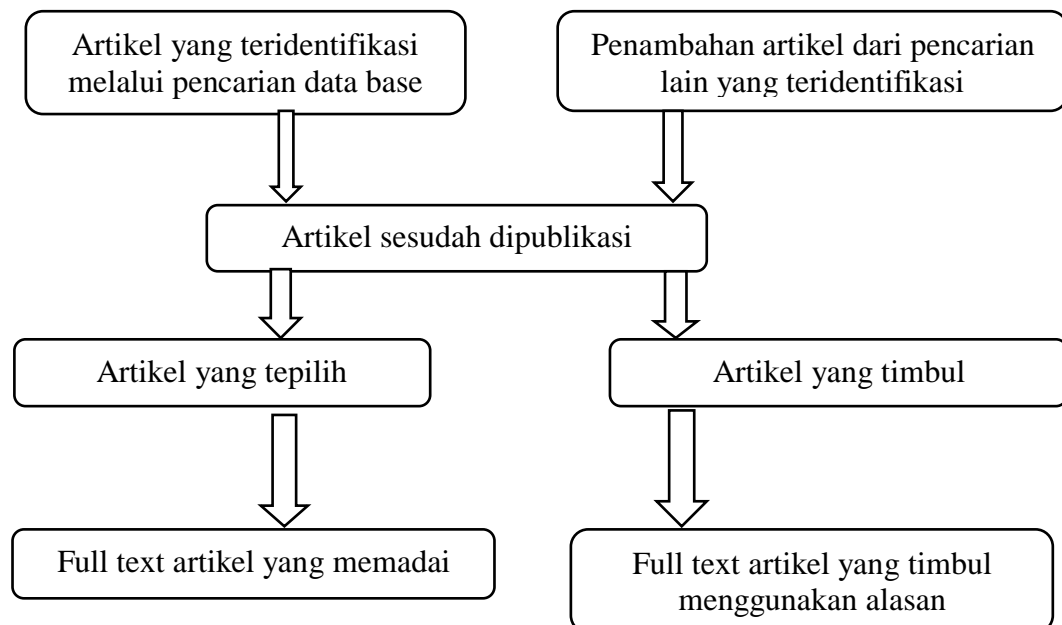 Artikel yang teridentifikasi
melalui pencarian data base
Penambahan artikel dari pencarian
lain yang teridentifikasi
Artikel sesudah dipublikasi
Artikel yang tepilih
Artikel yang timbul
Full text artikel yang memadai
Full text artikel yang timbul
menggunakan alasan